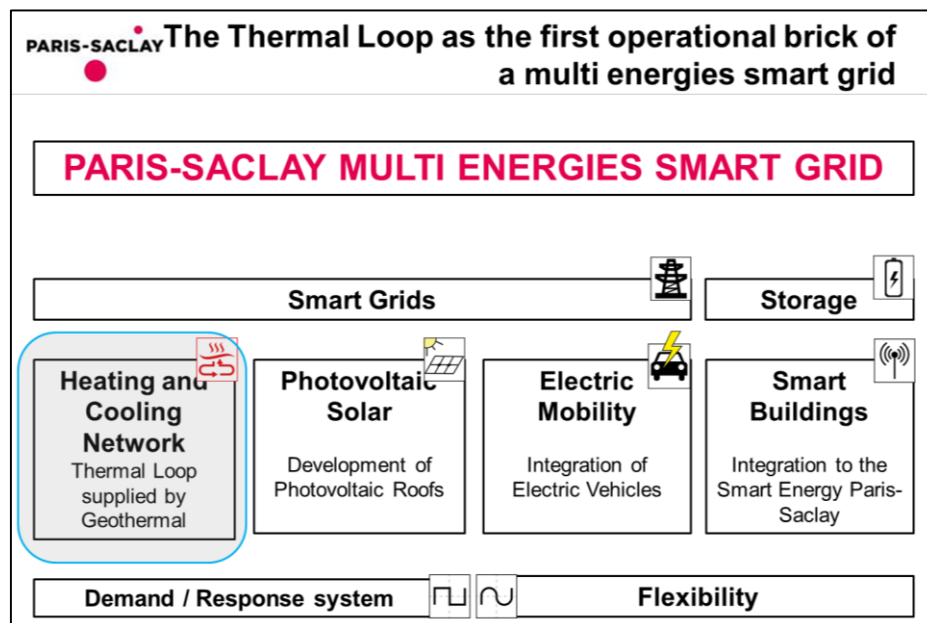 PARIS-SACLAY
The Thermal Loop as the first operational brick of
a multi energies smart grid
PARIS-SACLAY MULTI ENERGIES SMART GRID
Smart Grids
Storage
Heating and
Cooling
Network
Thermal Loop
supplied by
Geothermal
Photovoltaic
Solar
Development of
Photovoltaic Roofs
Electric
Mobility
Integration of
Electric Vehicles
Smart
Buildings
Integration to the
Smart Energy Paris-
Saclay
Demand / Response system
Flexibility